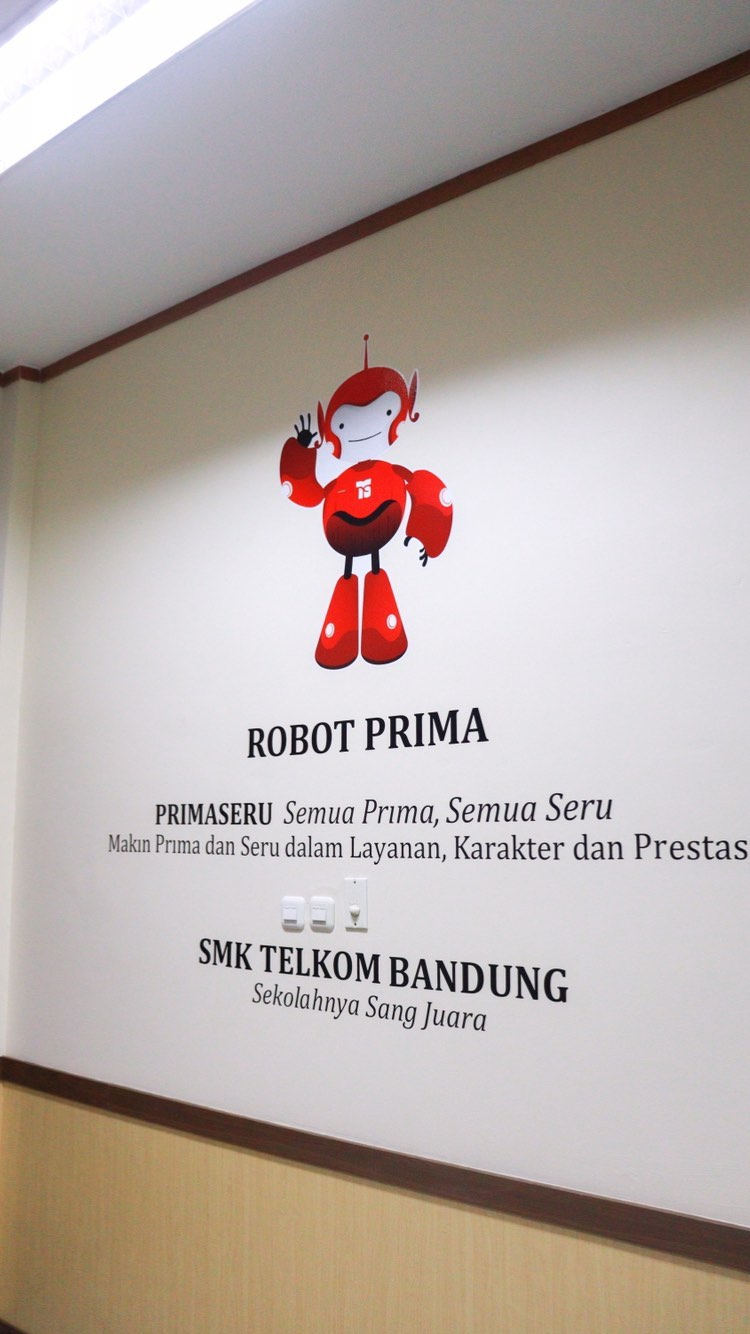 ROBOT PRIMA
PRIMASERU Semua Prima, Semua Seru
Makin Prima dan Seru dalam Layanan, Karakter dan Prestas
SMK TELKOM BANDUNG
Sekolahnya Sang Juara